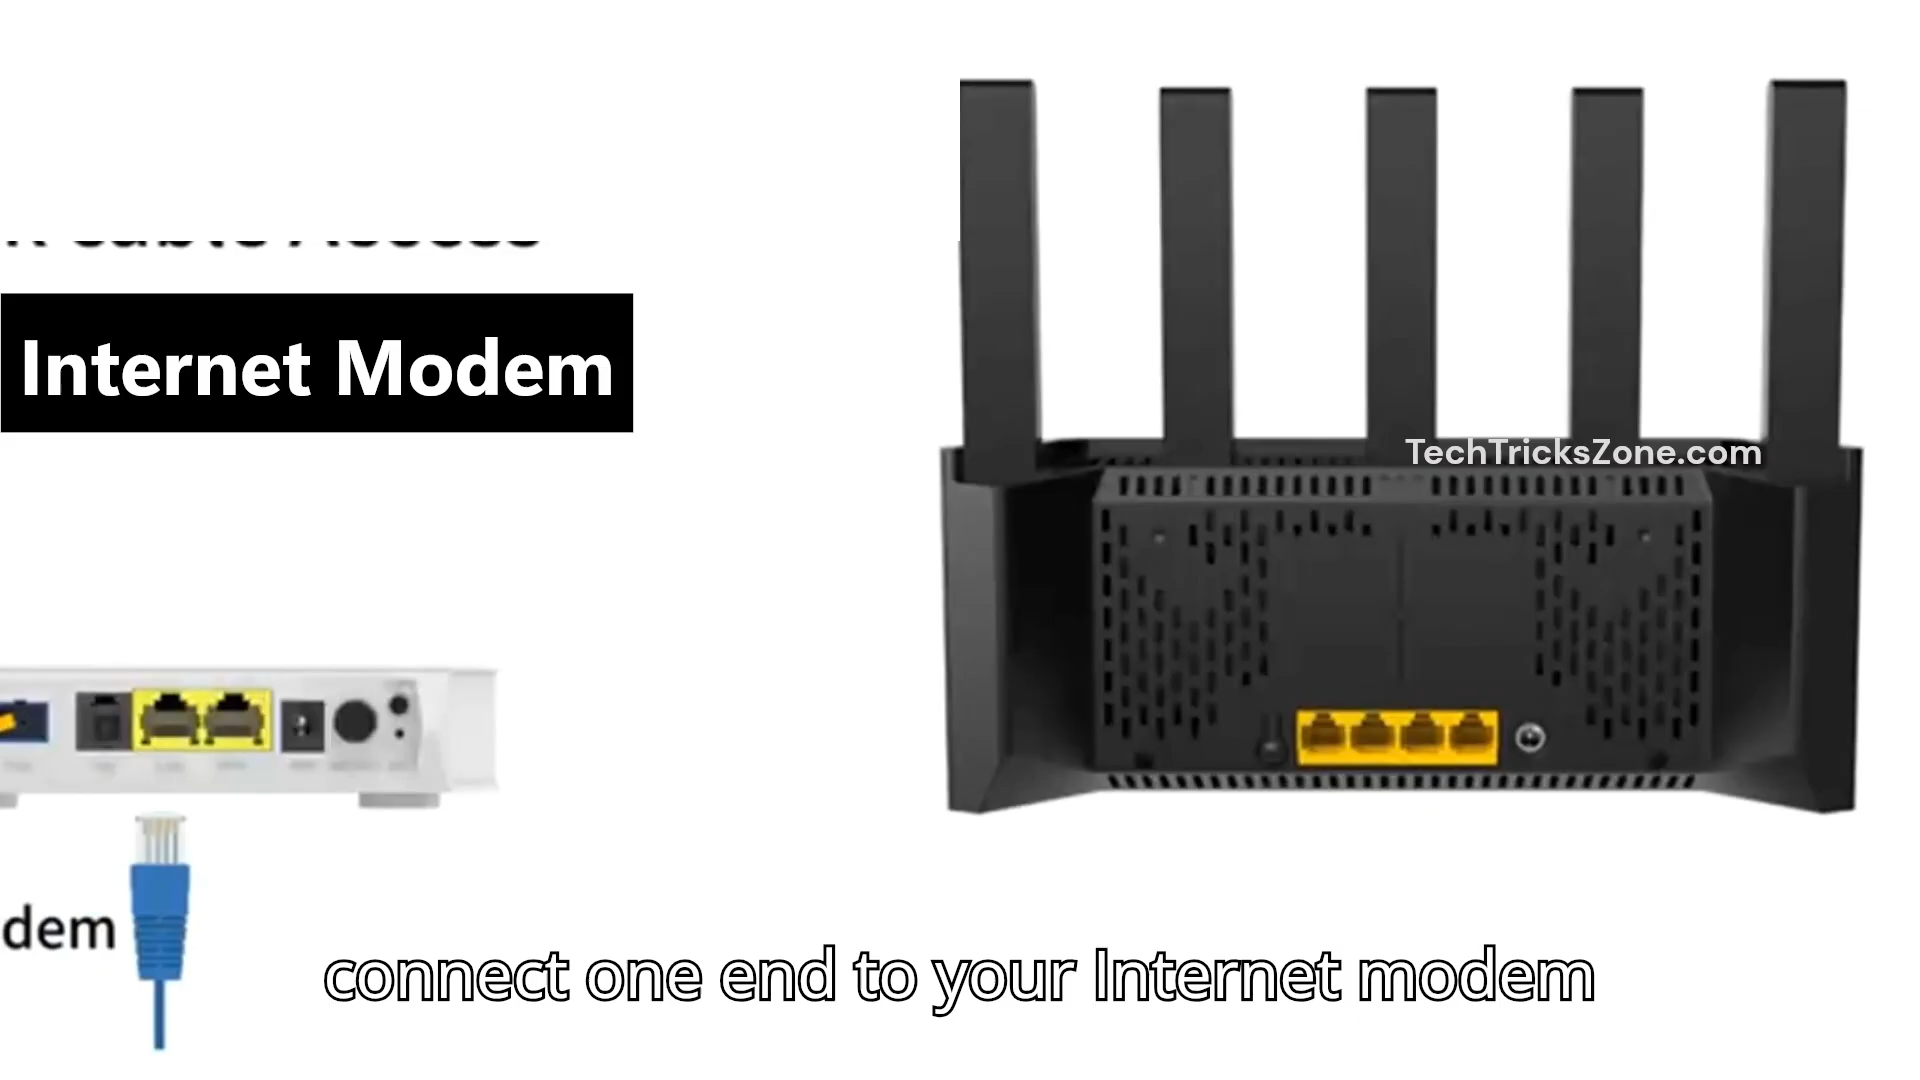 Internet Modem
TechTricksZone.com
dem
connect one end to your Internet modem